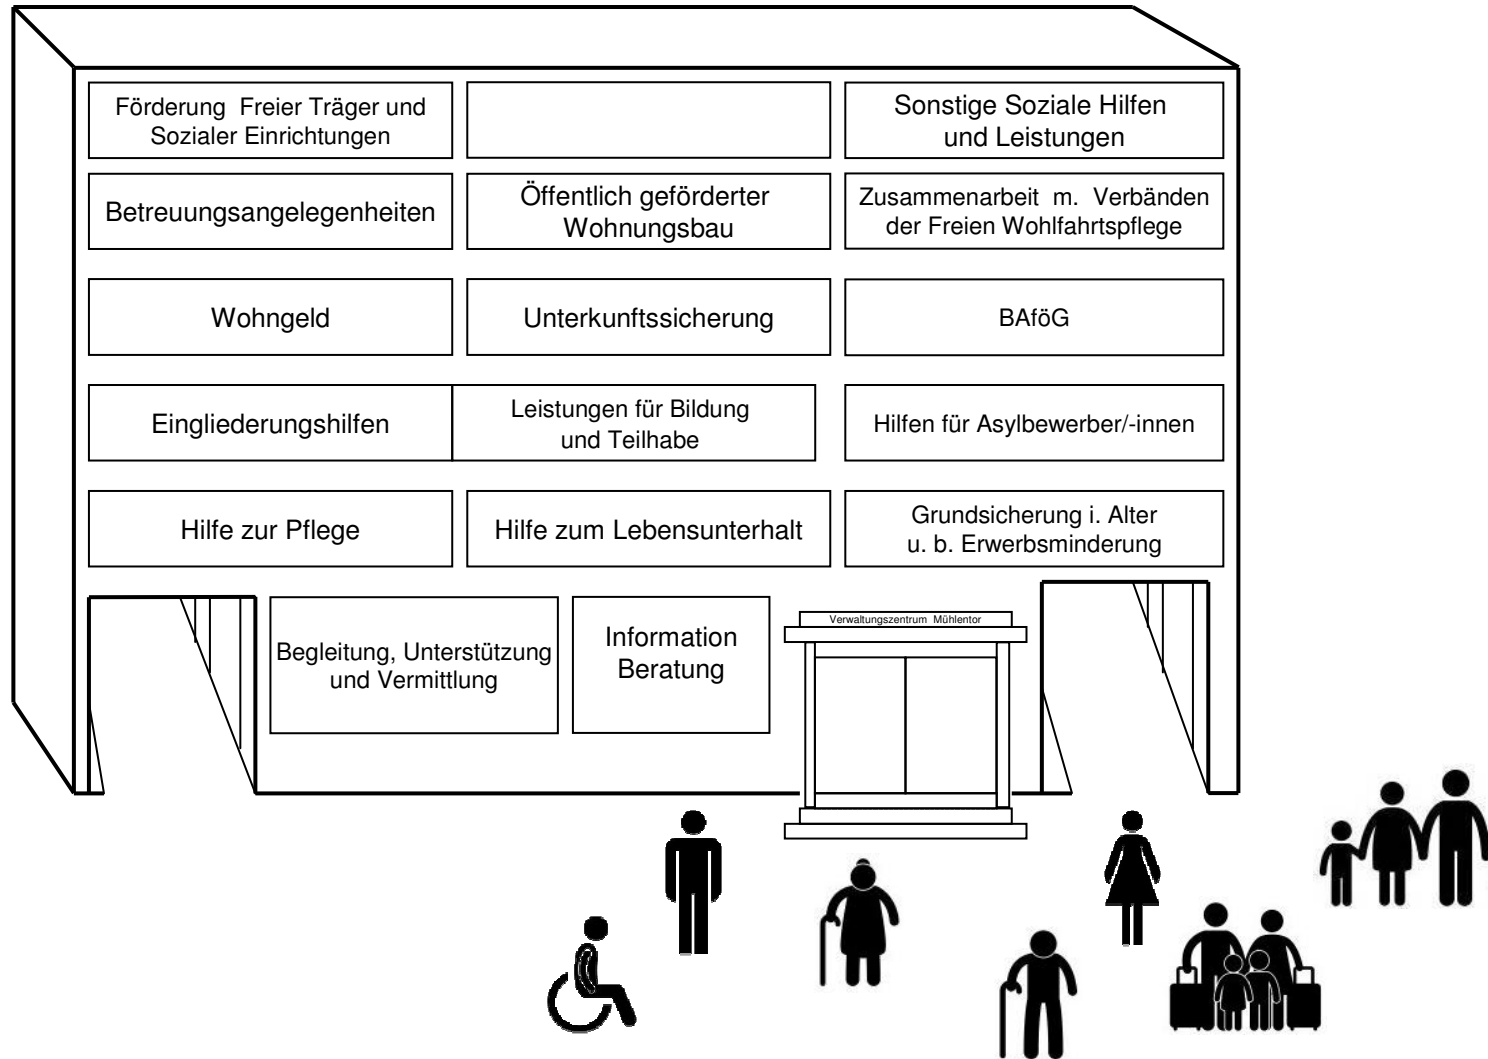 Förderung Freier Träger und
Sozialer Einrichtungen
Sonstige Soziale Hilfen
und Leistungen
Betreuungsangelegenheiten
Öffentlich geförderter
Wohnungsbau
Zusammenarbeit m. Verbänden
der Freien Wohlfahrtspflege
Wohngeld
Unterkunftssicherung
BAföG
Eingliederungshilfen
Leistungen für Bildung
und Teilhabe
Hilfen für Asylbewerber/-innen
Hilfe zur Pflege
Hilfe zum Lebensunterhalt
Grundsicherung i. Alter
u. b. Erwerbsminderung
Begleitung, Unterstützung
und Vermittlung
Information
Beratung
Verwaltungszentrum Mühlentor